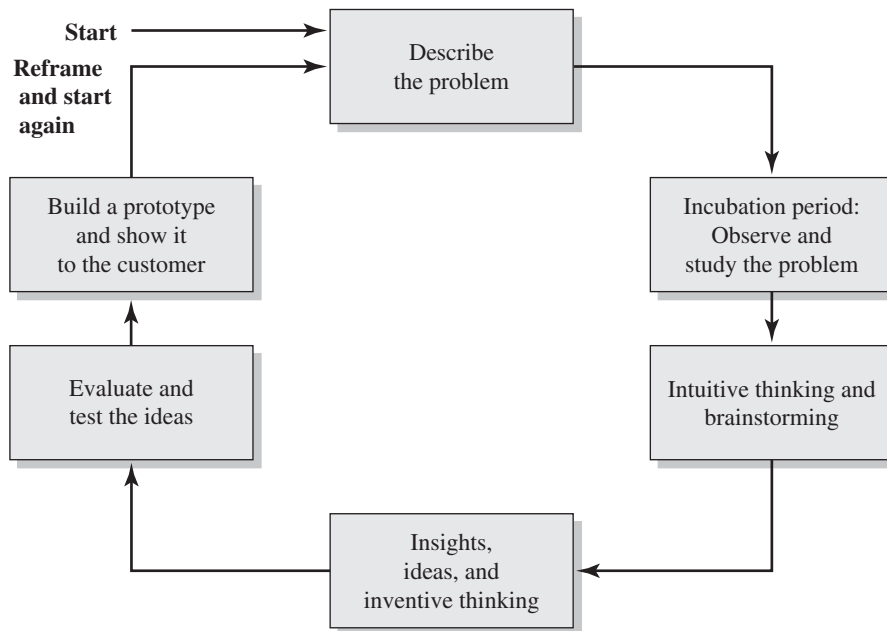 Start
Reframe
and start
again
Describe
the problem
Incubation period:
Observe and
study the problem
Intuitive thinking and
brainstorming
Insights,
ideas, and
inventive thinking
Evaluate and
test the ideas
Build a prototype
and show it
to the customer